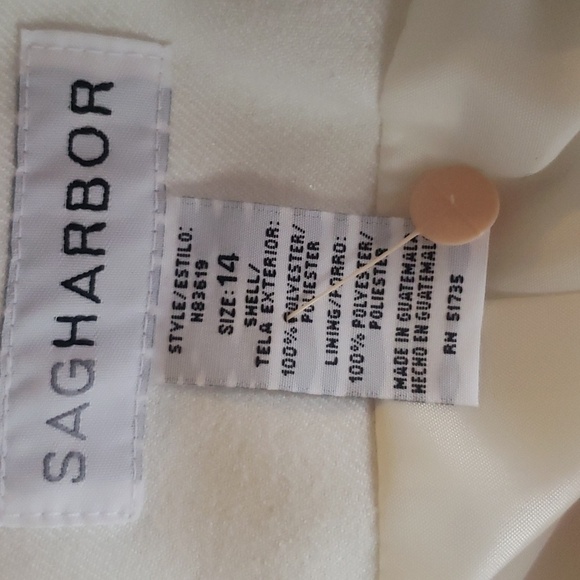 SAGHARBOR
STYLE/ESTILO:
N83619
SIZE: 14
SHELL/
TELA EXTERIOR:
100% POLYESTER/
PLIESTER
LINING/FORRO:
100% POLYESTER/
POLIESTER
MADE IN GUATEMALA
HECHO EN GUATEMALA
RN 51735